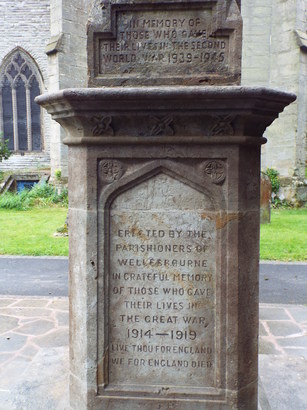 IN MEMORY OF
THOSE WHO GAVE
THEIR LIVES IN THE SECOND
WORLD WAR 1939-1945
ERECTED BY THE
PARISHIONERS OF
WELLESBOURNE
IN GRATEFUL MEMORY
OF THOSE WHO GAVE
THEIR LIVES IN
THE GREAT WAR
1914-1919
LIVE THOU FOR ENGLAND
WE FOR ENGLAND DIED